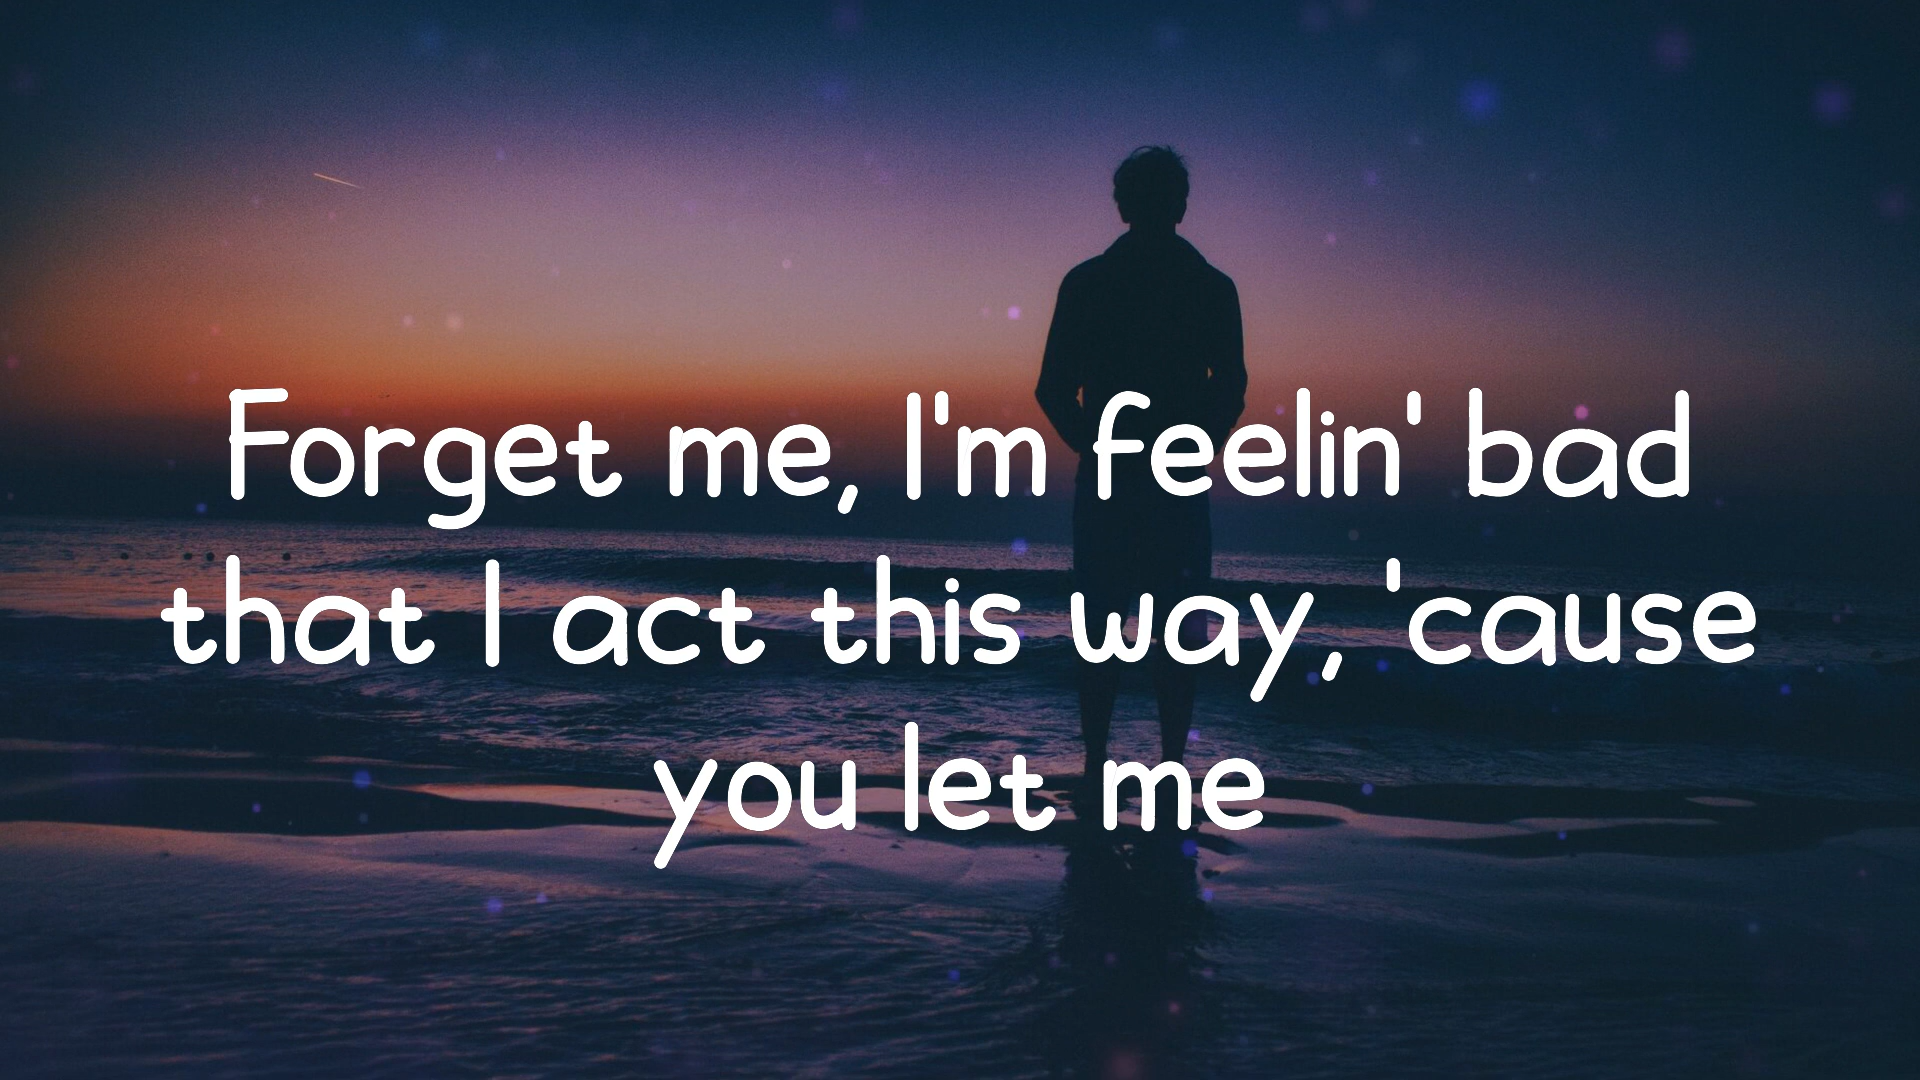 Forget me, I'm feelin' bad
that I act this way, 'cause
you let me